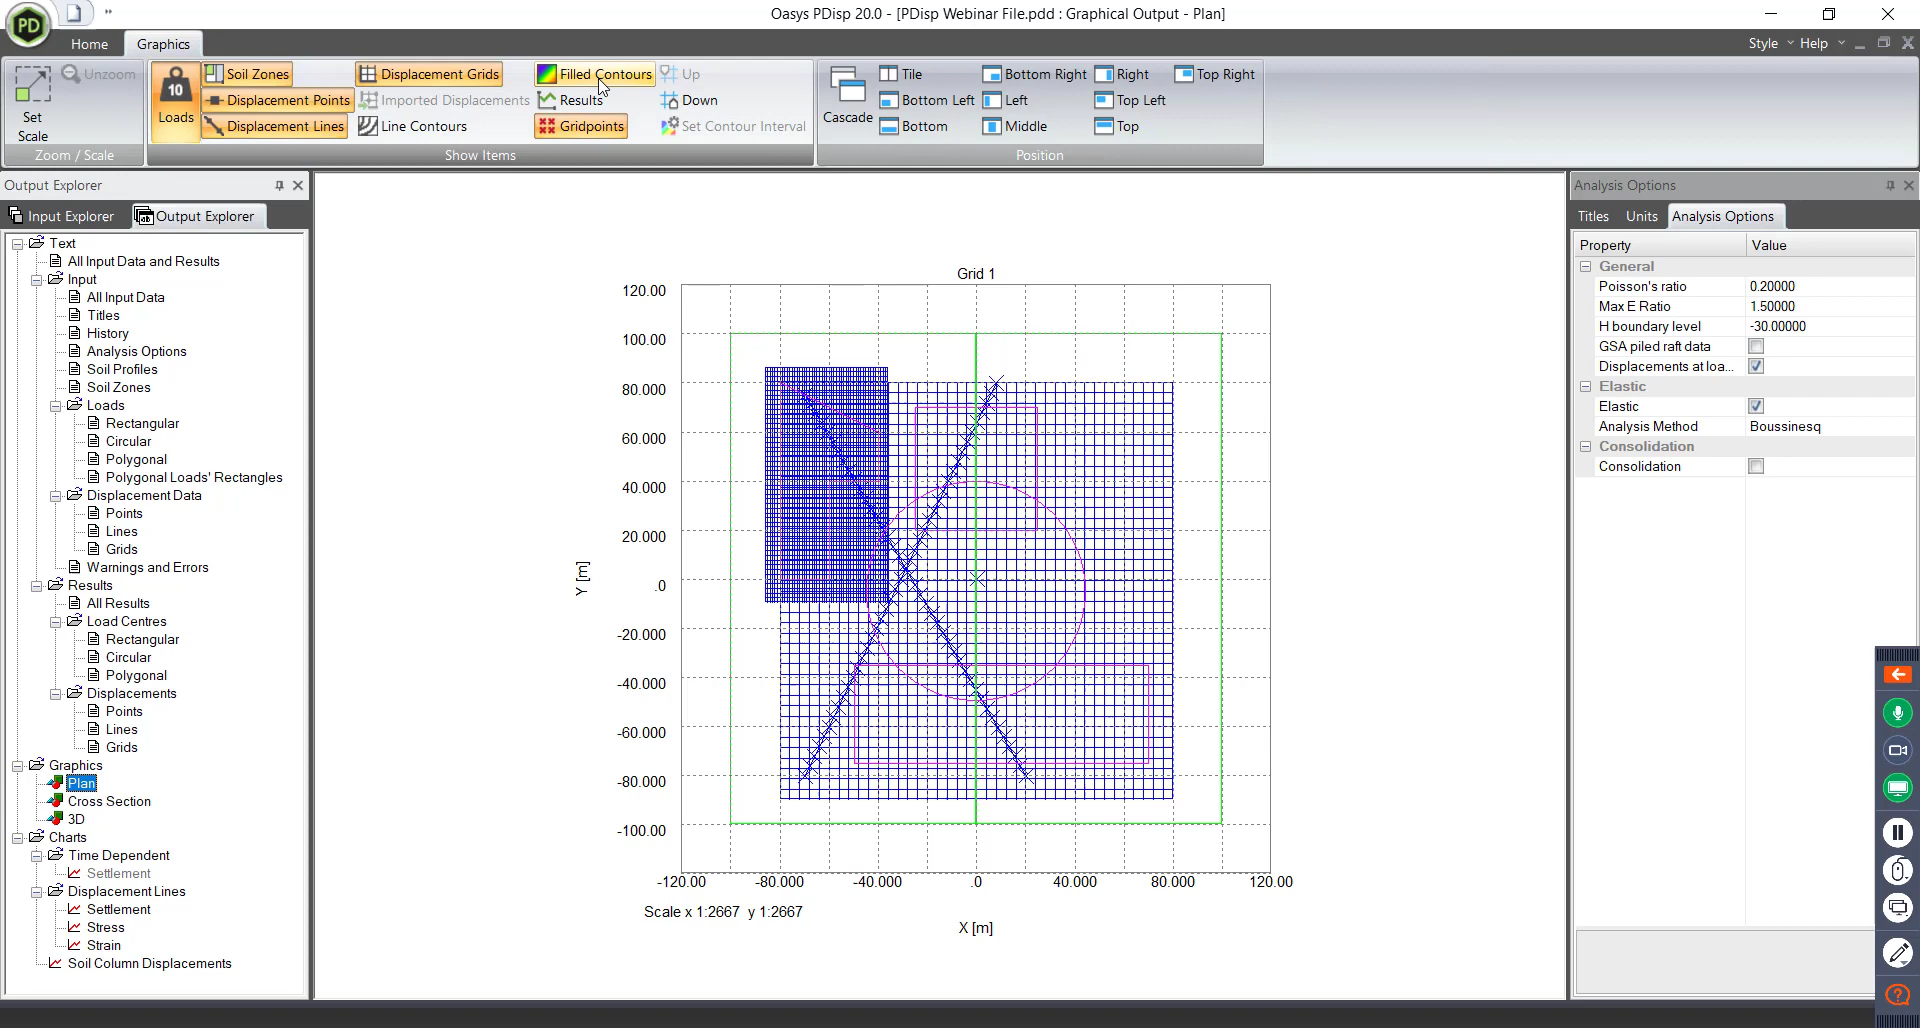 Oasys PDisp 20.0 - [PDisp Webinar File.pdd : Graphical Output - Plan]
PD
Home Graphics
Style Help
Set Scale
Unzoom
Zoom / Scale
10
Loads
Soil Zones
Displacement Points
Displacement Lines
Displacement Grids
Imported Displacements
Line Contours
Filled Contours
Results
Gridpoints
Up
Down
Set Contour Interval
Show Items
Cascade
Tile
Bottom Left
Bottom
Bottom Right
Left
Middle
Right
Top Left
Top
Top Right
Position
Output Explorer
Input Explorer Output Explorer
Text
All Input Data and Results
Input
All Input Data
Titles
History
Analysis Options
Soil Profiles
Soil Zones
Loads
Rectangular
Circular
Polygonal
Polygonal Loads' Rectangles
Displacement Data
Points
Lines
Grids
Warnings and Errors
Results
All Results
Load Centres
Rectangular
Circular
Polygonal
Displacements
Points
Lines
Grids
Graphics
Plan
Cross Section
3D
Charts
Time Dependent
Settlement
Displacement Lines
Settlement
Stress
Strain
Soil Column Displacements
Grid 1
120.00
100.00
80.000
60.000
40.000
20.000
.0
-20.000
-40.000
-60.000
-80.000
-100.00
Y [m]
-120.00 -80.000 -40.000 .0 40.000 80.000 120.00
Scale x 1:2667 y 1:2667
X [m]
Analysis Options
Titles Units Analysis Options
Property Value
General
Poisson's ratio 0.20000
Max E Ratio 1.50000
H boundary level -30.00000
GSA piled raft data
Displacements at loa...
Elastic
Elastic
Analysis Method Boussinesq
Consolidation
Consolidation